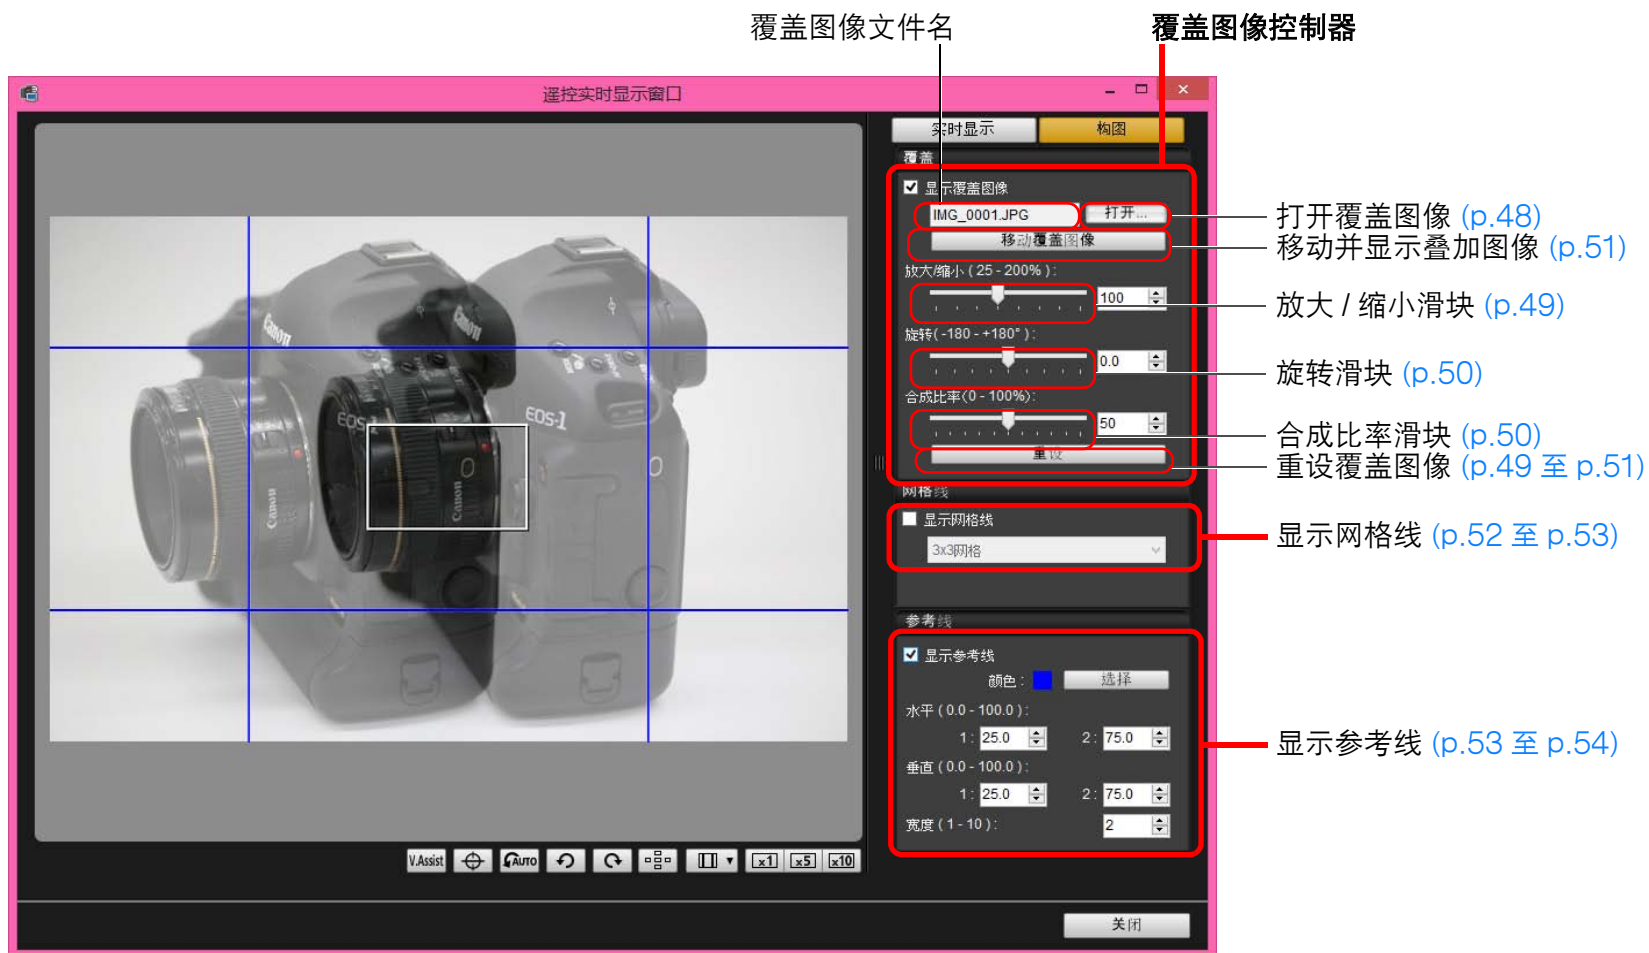 覆盖图像文件名
覆盖图像控制器
遥控实时显示窗口
实时显示
构图
覆盖
显示覆盖图像
IMG_0001.JPG
打开...
打开覆盖图像 (p.48)
移动覆盖图像
移动并显示叠加图像 (p.51)
放大/缩小 ( 25 - 200% ) :
100
放大 / 缩小滑块 (p.49)
旋转( -180 - +180° ) :
0.0
旋转滑块 (p.50)
合成比率(0 - 100%):
50
合成比率滑块 (p.50)
重设
重设覆盖图像 (p.49 至 p.51)
网格线
显示网格线
3x3网格
显示网格线 (p.52 至 p.53)
参考线
显示参考线
颜色 :
选择
水平 ( 0.0 - 100.0 ) :
1 : 25.0
2 : 75.0
显示参考线 (p.53 至 p.54)
垂直 ( 0.0 - 100.0 ) :
1 : 25.0
2 : 75.0
宽度 ( 1 - 10 ) :
2
Canon
Canon
EOS
EOS-1
Canon
Canon
V.Assist
AUTO
x1
x5
x10
关闭